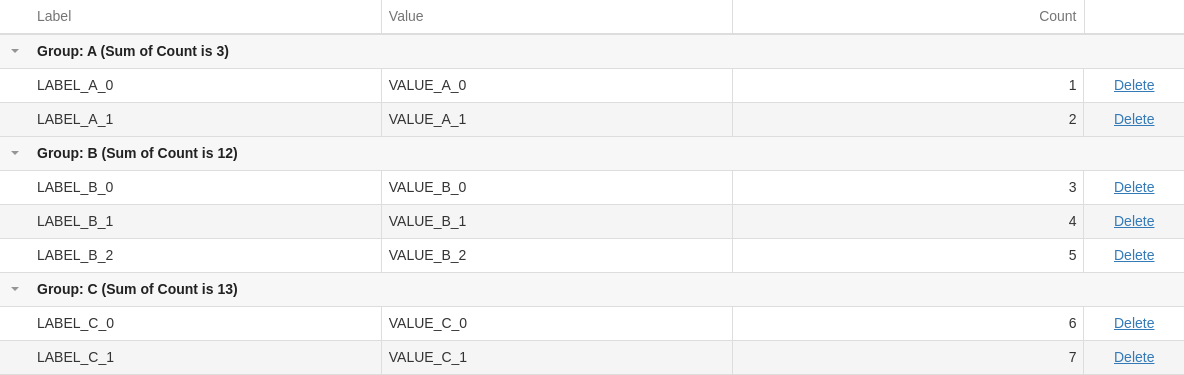 Label Value Count
Group: A (Sum of Count is 3)
LABEL_A_0 VALUE_A_0 1 Delete
LABEL_A_1 VALUE_A_1 2 Delete
Group: B (Sum of Count is 12)
LABEL_B_0 VALUE_B_0 3 Delete
LABEL_B_1 VALUE_B_1 4 Delete
LABEL_B_2 VALUE_B_2 5 Delete
Group: C (Sum of Count is 13)
LABEL_C_0 VALUE_C_0 6 Delete
LABEL_C_1 VALUE_C_1 7 Delete